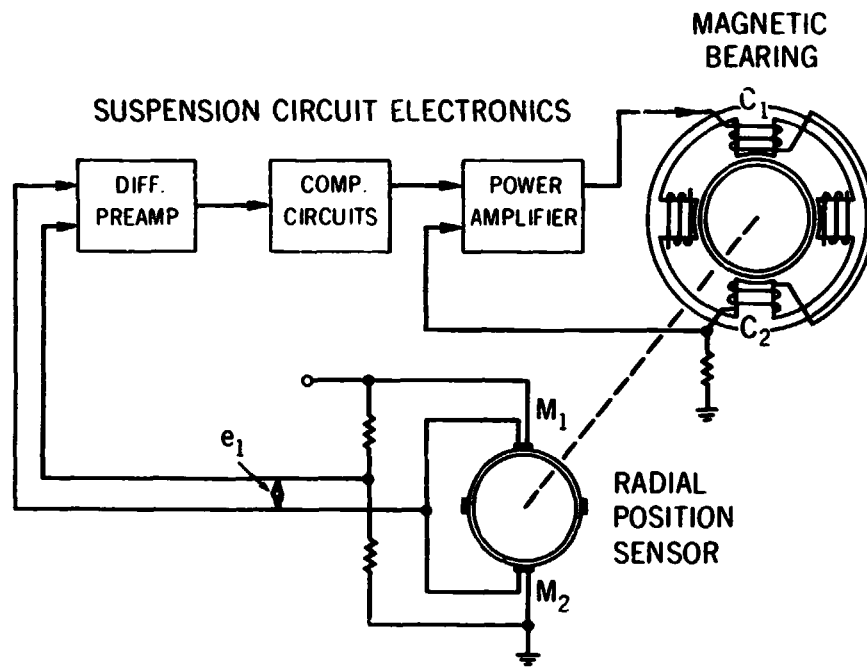 MAGNETIC
BEARING
SUSPENSION CIRCUIT ELECTRONICS
C1
DIFF.
PREAMP
COMP.
CIRCUITS
POWER
AMPLIFIER
C2
M1
e1
RADIAL
POSITION
SENSOR
M2